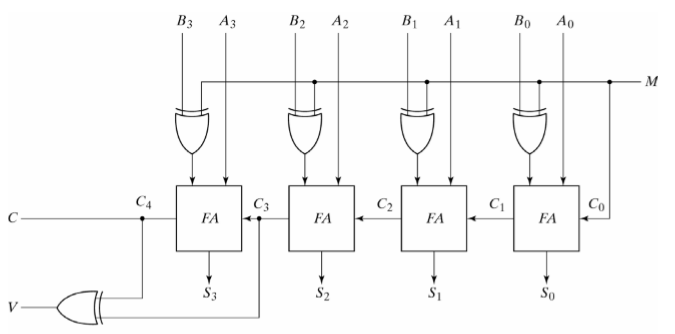 B3 A3 B2 A2 B1 A1 B0 A0
M
C C4 FA C3 FA C2 FA C1 FA C0
S3 S2 S1 S0
V